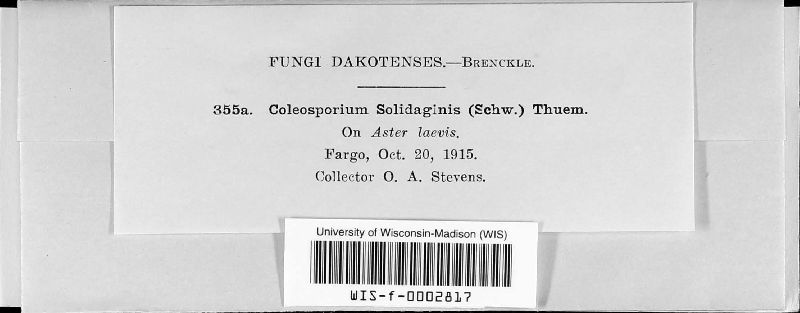 FUNGI DAKOTENSES.—BRENCKLE.
355a. Coleosporium Solidaginis (Schw.) Thuem.
On Aster laevis.
Fargo, Oct. 20, 1915.
Collector O. A. Stevens.
University of Wisconsin-Madison (WIS)
WIS-f-0002817